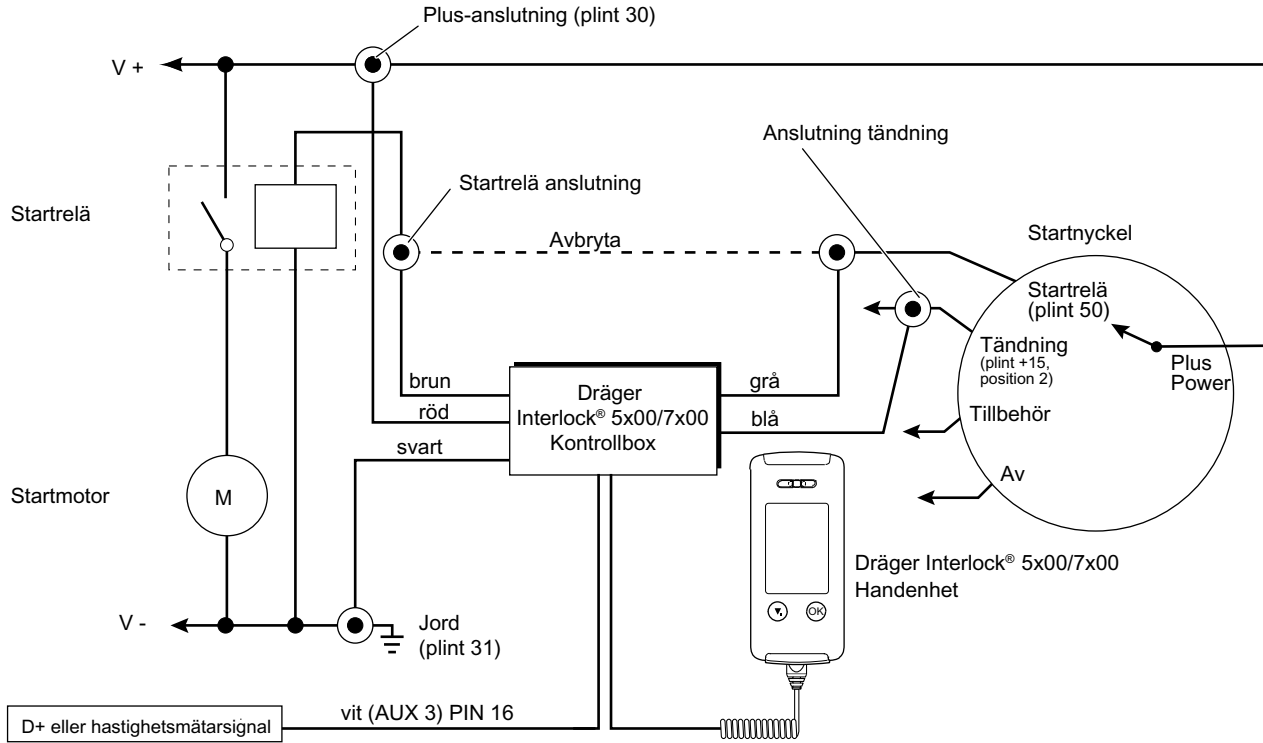 Plus-anslutning (plint 30)
V +
Anslutning tändning
Startrelä anslutning
Startrelä
Avbryta
Startnyckel
Startrelä
(plint 50)
Tändning
(plint +15,
position 2)
Plus
Power
Tillbehör
Av
brun
röd
svart
Dräger
Interlock® 5x00/7x00
Kontrollbox
grå
blå
Startmotor
M
OK
Dräger Interlock® 5x00/7x00
Handenhet
V -
Jord
(plint 31)
D+ eller hastighetsmätarsignal
vit (AUX 3) PIN 16